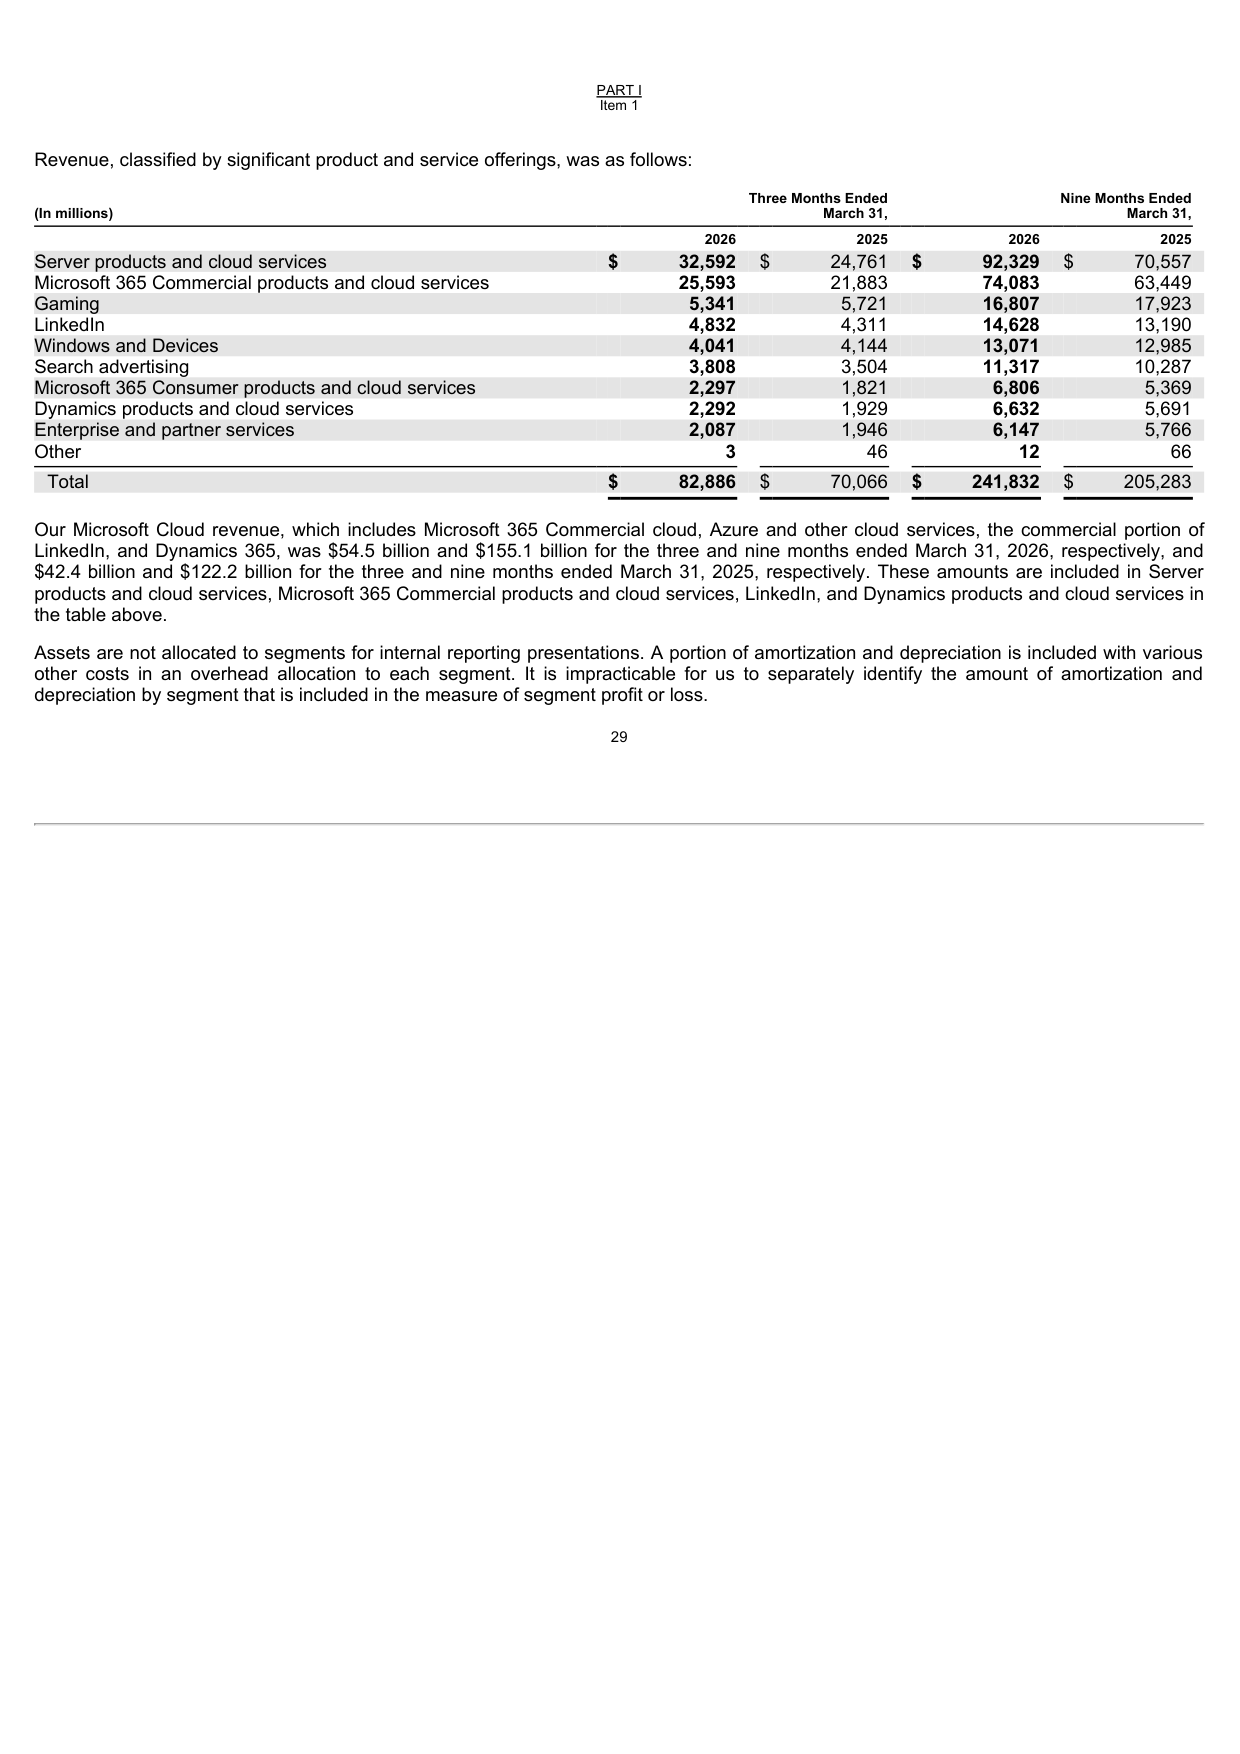 PART I
Item 1
Revenue, classified by significant product and service offerings, was as follows:
(In millions) Three Months Ended March 31, Nine Months Ended March 31,
2026 2025 2026 2025
Server products and cloud services $ 32,592 $ 24,761 $ 92,329 $ 70,557
Microsoft 365 Commercial products and cloud services 25,593 21,883 74,083 63,449
Gaming 5,341 5,721 16,807 17,923
LinkedIn 4,832 4,311 14,628 13,190
Windows and Devices 4,041 4,144 13,071 12,985
Search advertising 3,808 3,504 11,317 10,287
Microsoft 365 Consumer products and cloud services 2,297 1,821 6,806 5,369
Dynamics products and cloud services 2,292 1,929 6,632 5,691
Enterprise and partner services 2,087 1,946 6,147 5,766
Other 3 46 12 66
Total $ 82,886 $ 70,066 $ 241,832 $ 205,283
Our Microsoft Cloud revenue, which includes Microsoft 365 Commercial cloud, Azure and other cloud services, the commercial portion of
LinkedIn, and Dynamics 365, was $54.5 billion and $155.1 billion for the three and nine months ended March 31, 2026, respectively, and
$42.4 billion and $122.2 billion for the three and nine months ended March 31, 2025, respectively. These amounts are included in Server
products and cloud services, Microsoft 365 Commercial products and cloud services, LinkedIn, and Dynamics products and cloud services in
the table above.
Assets are not allocated to segments for internal reporting presentations. A portion of amortization and depreciation is included with various
other costs in an overhead allocation to each segment. It is impracticable for us to separately identify the amount of amortization and
depreciation by segment that is included in the measure of segment profit or loss.
29